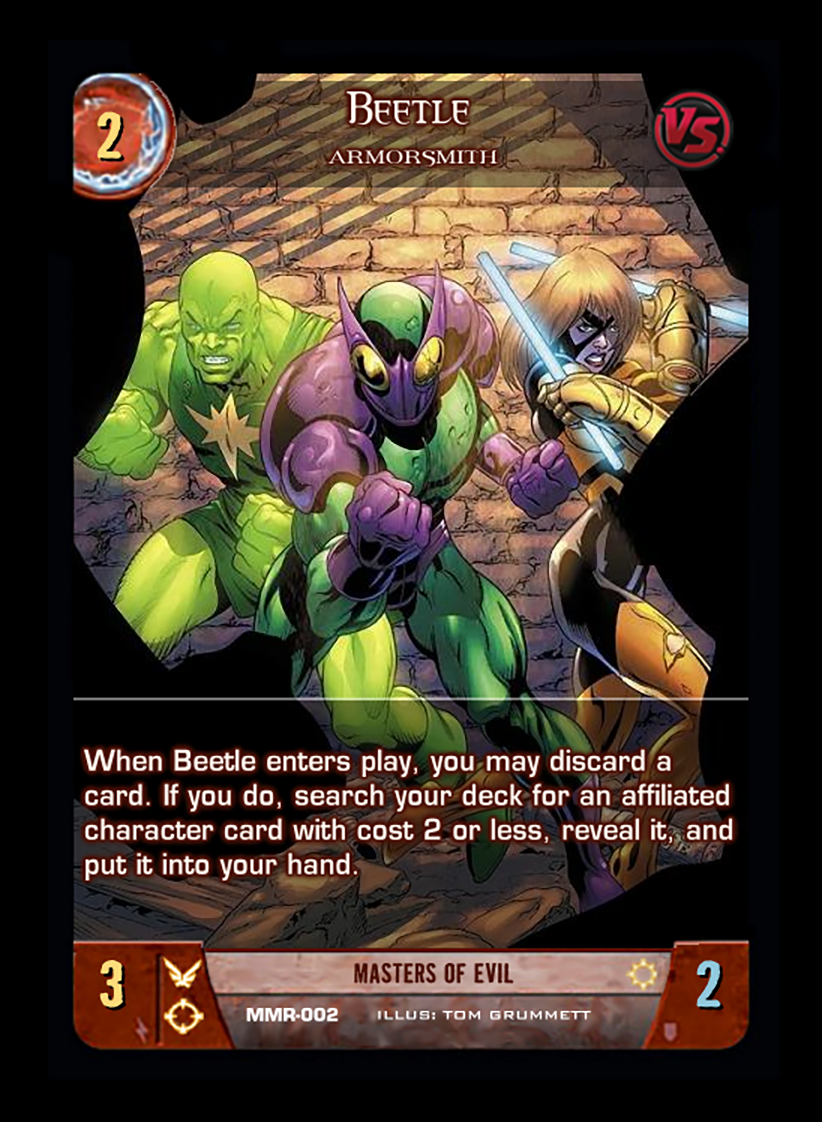 2
BEETLE
VS.
ARMORSMITH
When Beetle enters play, you may discard a
card. If you do, search your deck for an affiliated
character card with cost 2 or less, reveal it, and
put it into your hand.
3
MASTERS OF EVIL
2
MMR-002 ILLUS: TOM GRUMMETT